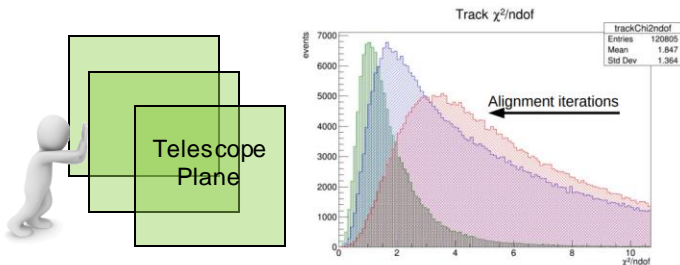 Telescope
Plane
Track χ²/ndof
trackChi2ndof
Entries 120805
Mean 1.847
Std Dev 1.364
events
7000
6000
5000
4000
3000
2000
1000
0
Alignment iterations
0 2 4 6 8 10
χ²/ndof